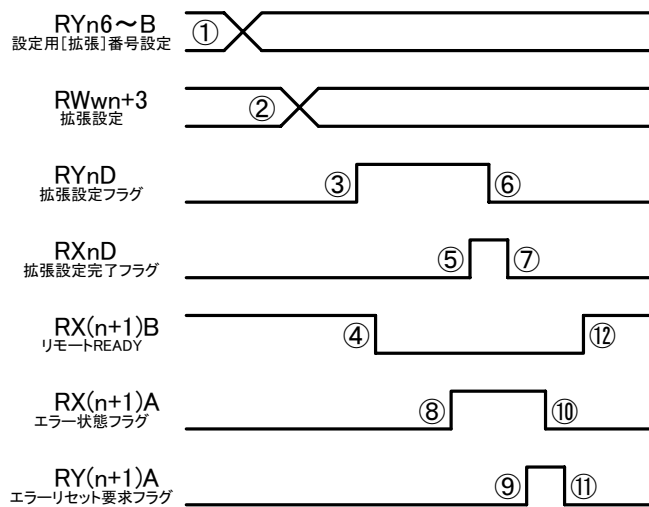 RYn6～B ①
設定用[拡張]番号設定
RWwn+3 ②
拡張設定
RYnD ③ ⑥
拡張設定フラグ
RXnD ⑤ ⑦
拡張設定完了フラグ
RX(n+1)B ④ ⑫
リモートREADY
RX(n+1)A ⑧ ⑩
エラー状態フラグ
RY(n+1)A ⑨ ⑪
エラーリセット要求フラグ